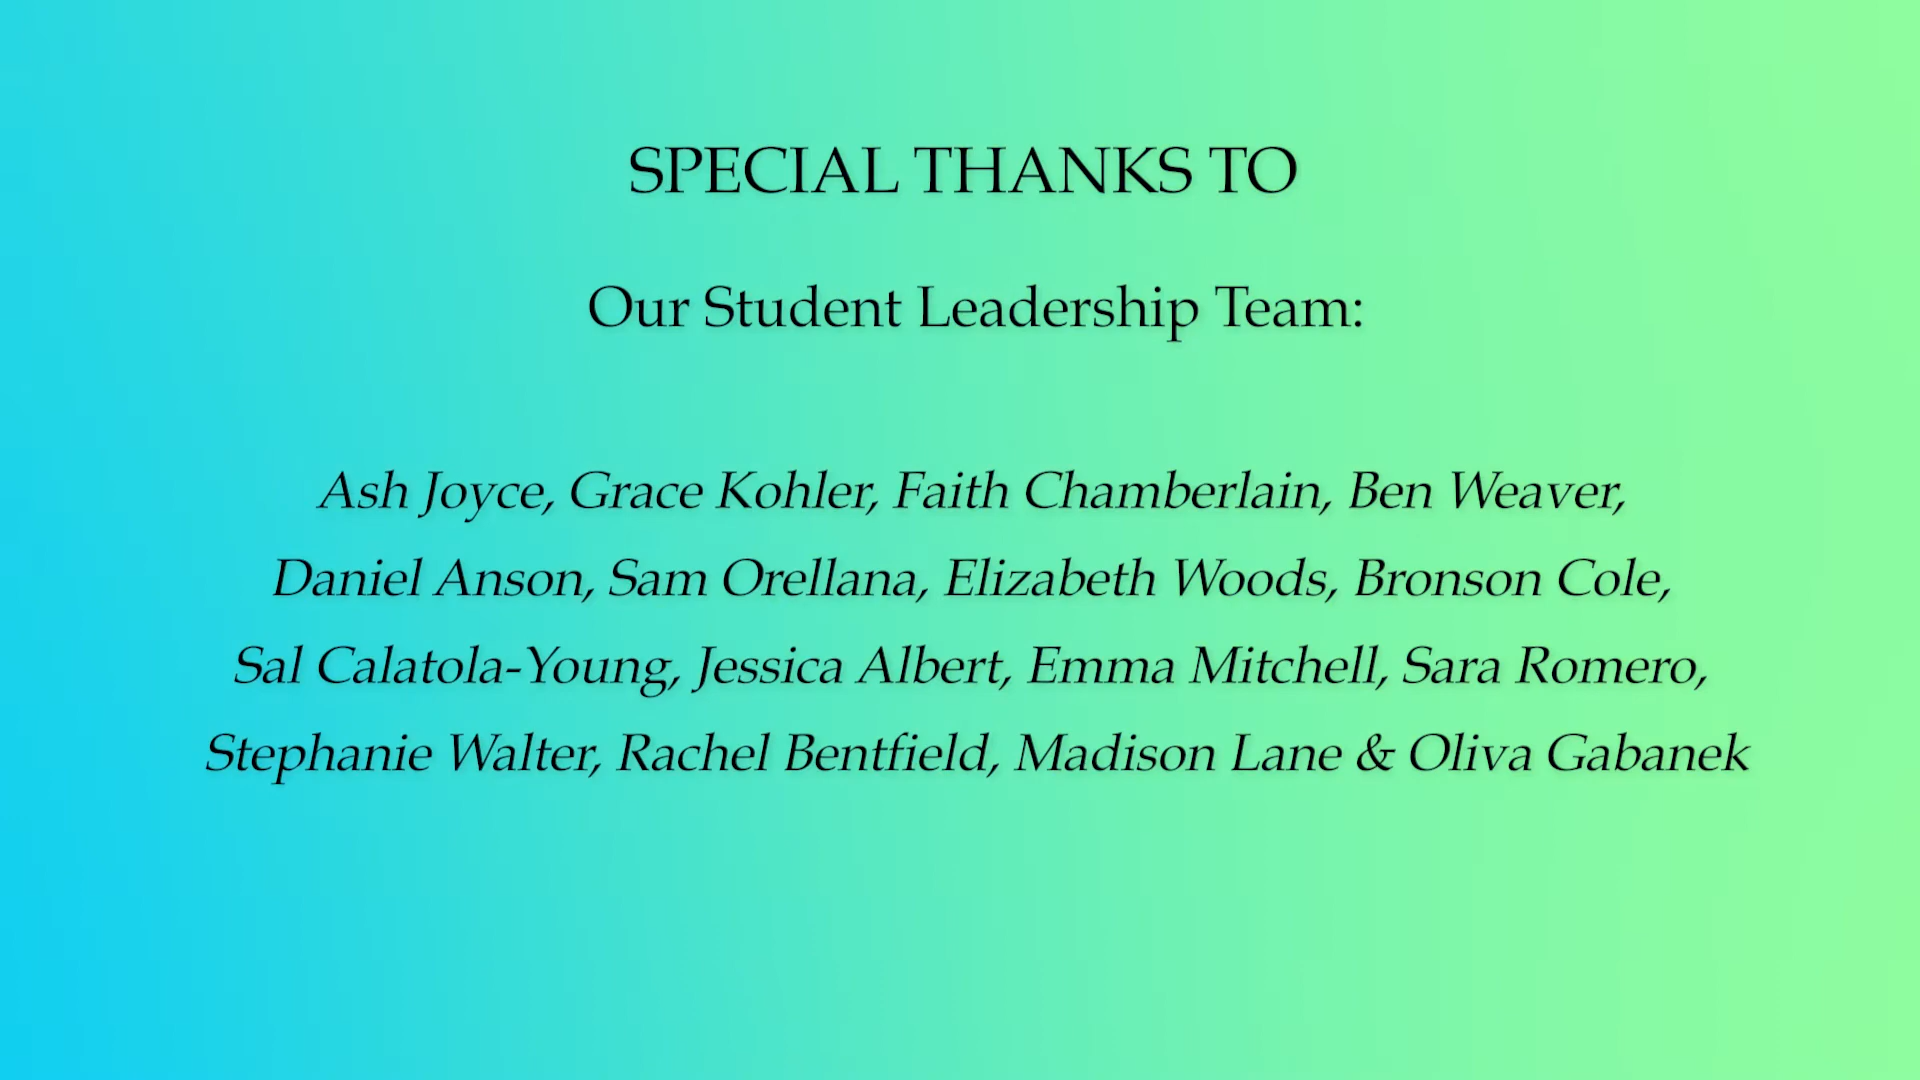 SPECIAL THANKS TO
Our Student Leadership Team:
Ash Joyce, Grace Kohler, Faith Chamberlain, Ben Weaver,
Daniel Anson, Sam Orellana, Elizabeth Woods, Bronson Cole,
Sal Calatola-Young, Jessica Albert, Emma Mitchell, Sara Romero,
Stephanie Walter, Rachel Bentfield, Madison Lane & Oliva Gabanek